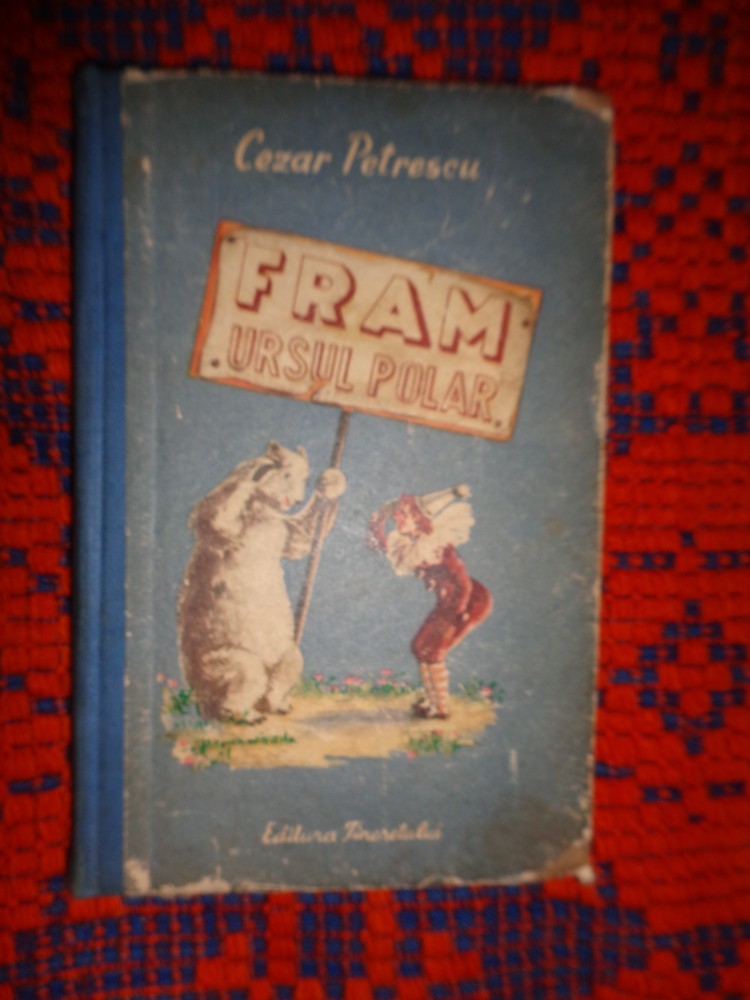 Cezar Petrescu
FRAM
URSUL POLAR
Editura Tineretului